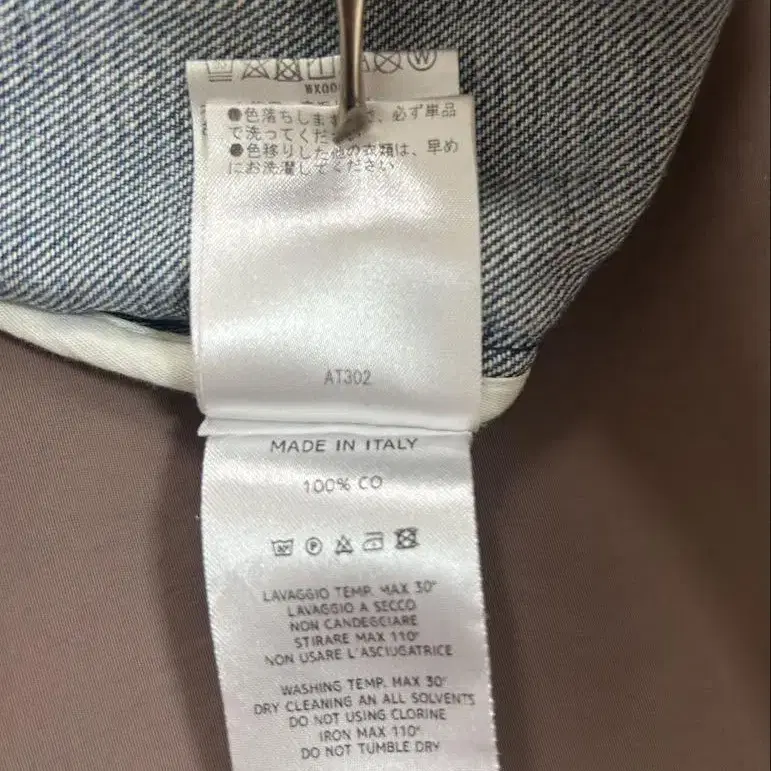 ●色落ちしま 、必ず単品
で洗ってくだ
●色移りした他の衣類は、早め
にお洗濯してください
AT302
MADE IN ITALY
100% CO
30° P
LAVAGGIO TEMP. MAX 30°
LAVAGGIO A SECCO
NON CANDEGGIARE
STIRARE MAX 110°
NON USARE L'ASCIUGATRICE
WASHING TEMP. MAX 30°
DRY CLEANING AN ALL SOLVENTS
DO NOT USING CLORINE
IRON MAX 110°
DO NOT TUMBLE DRY